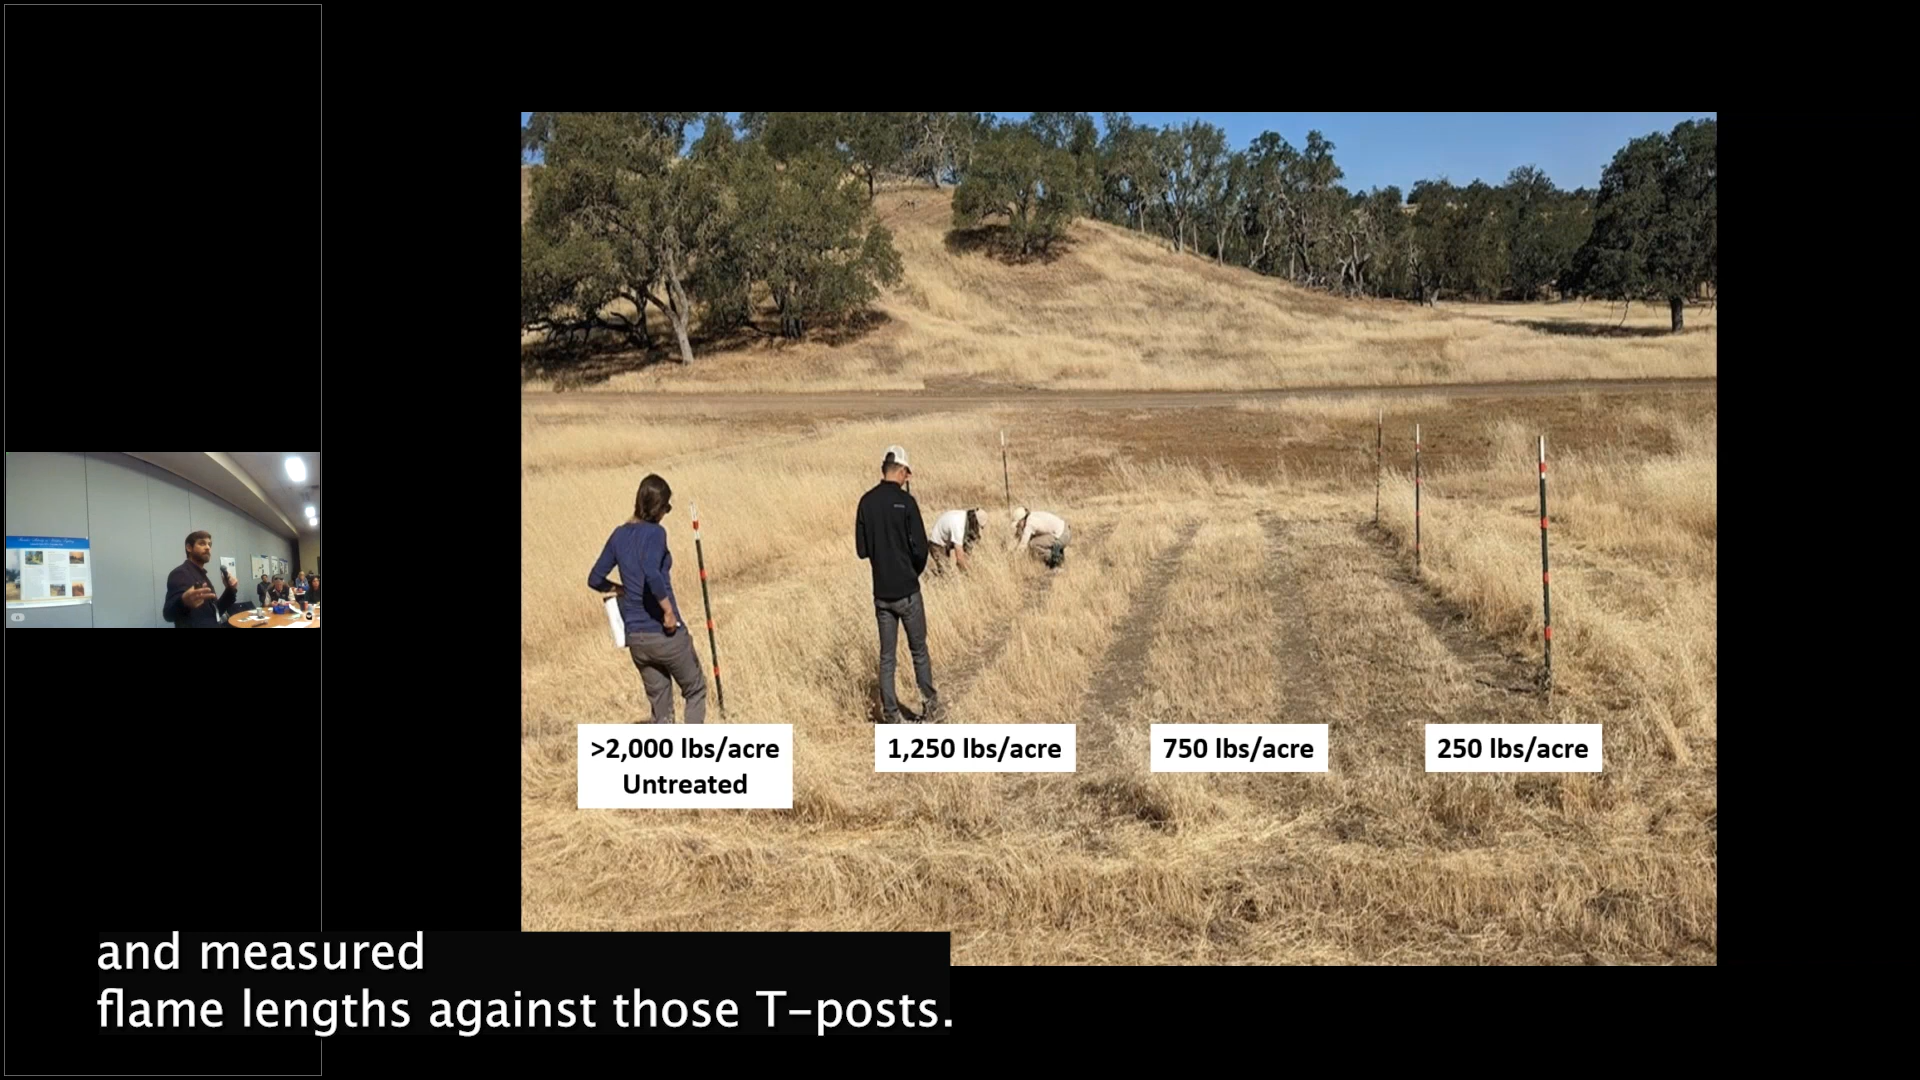 >2,000 lbs/acre
Untreated
1,250 lbs/acre
750 lbs/acre
250 lbs/acre
and measured
flame lengths against those T-posts.